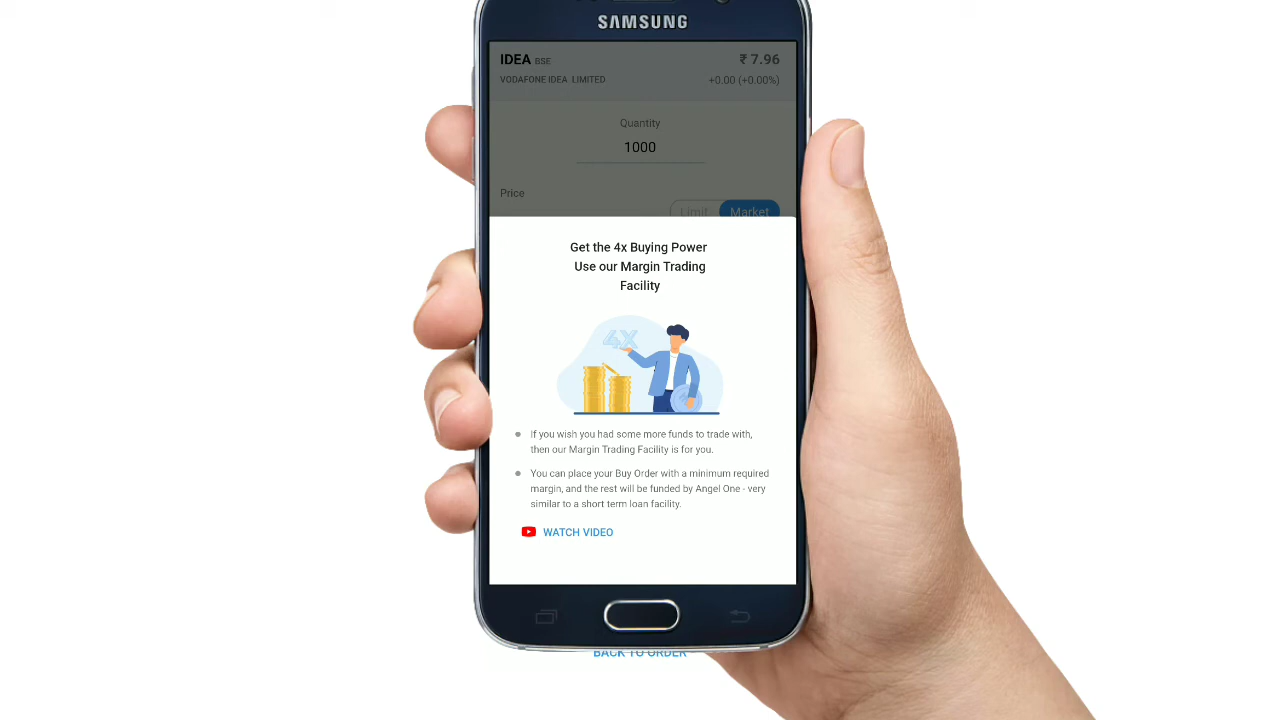 SAMSUNG
IDEA BSE
₹ 7.96
VODAFONE IDEA LIMITED
+0.00 (+0.00%)
Quantity
1000
Price
Limit
Market
Get the 4x Buying Power
Use our Margin Trading
Facility
4X
If you wish you had some more funds to trade with,
then our Margin Trading Facility is for you.
You can place your Buy Order with a minimum required
margin, and the rest will be funded by Angel One - very
similar to a short term loan facility.
WATCH VIDEO
BACK TO ORDER